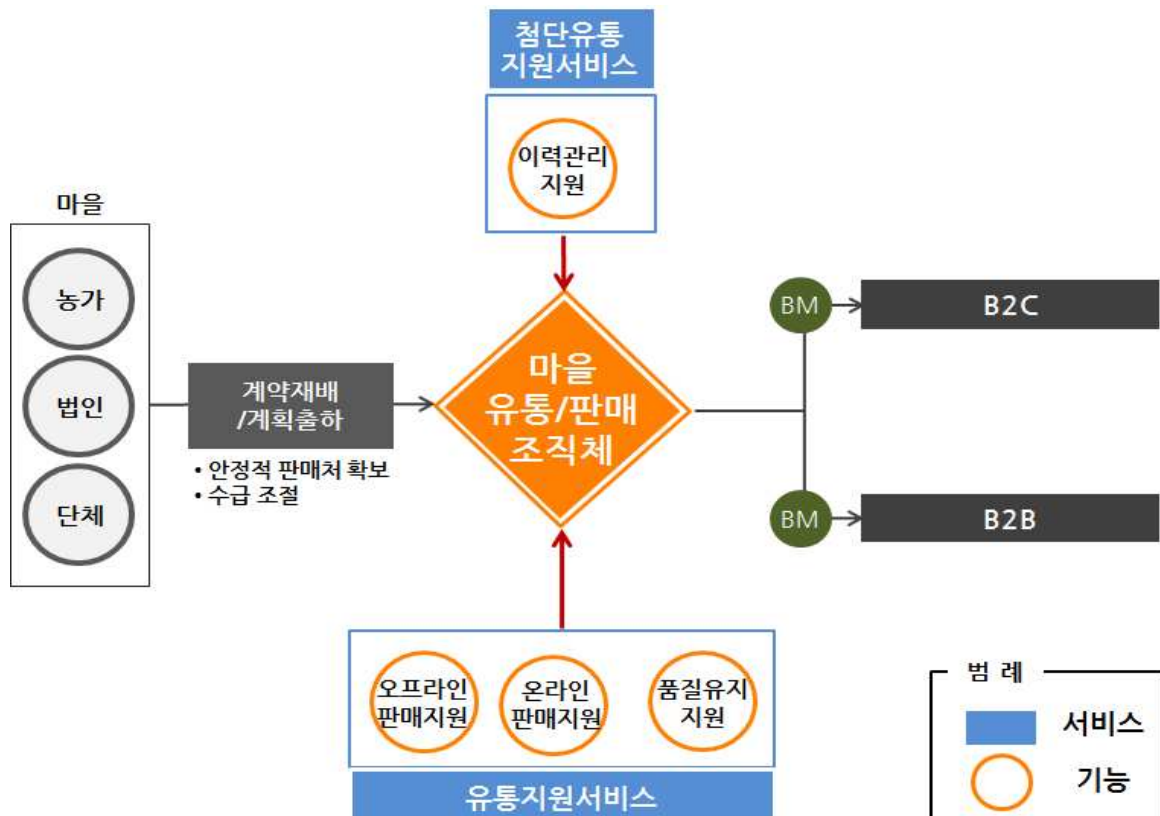 첨단유통
지원서비스
이력관리
지원
마을
농가
법인
단체
계약재배
/계획출하
• 안정적 판매처 확보
• 수급 조절
마을
유통/판매
조직체
BM
B2C
BM
B2B
오프라인
판매지원
온라인
판매지원
품질유지
지원
유통지원서비스
범 례
서비스
기능